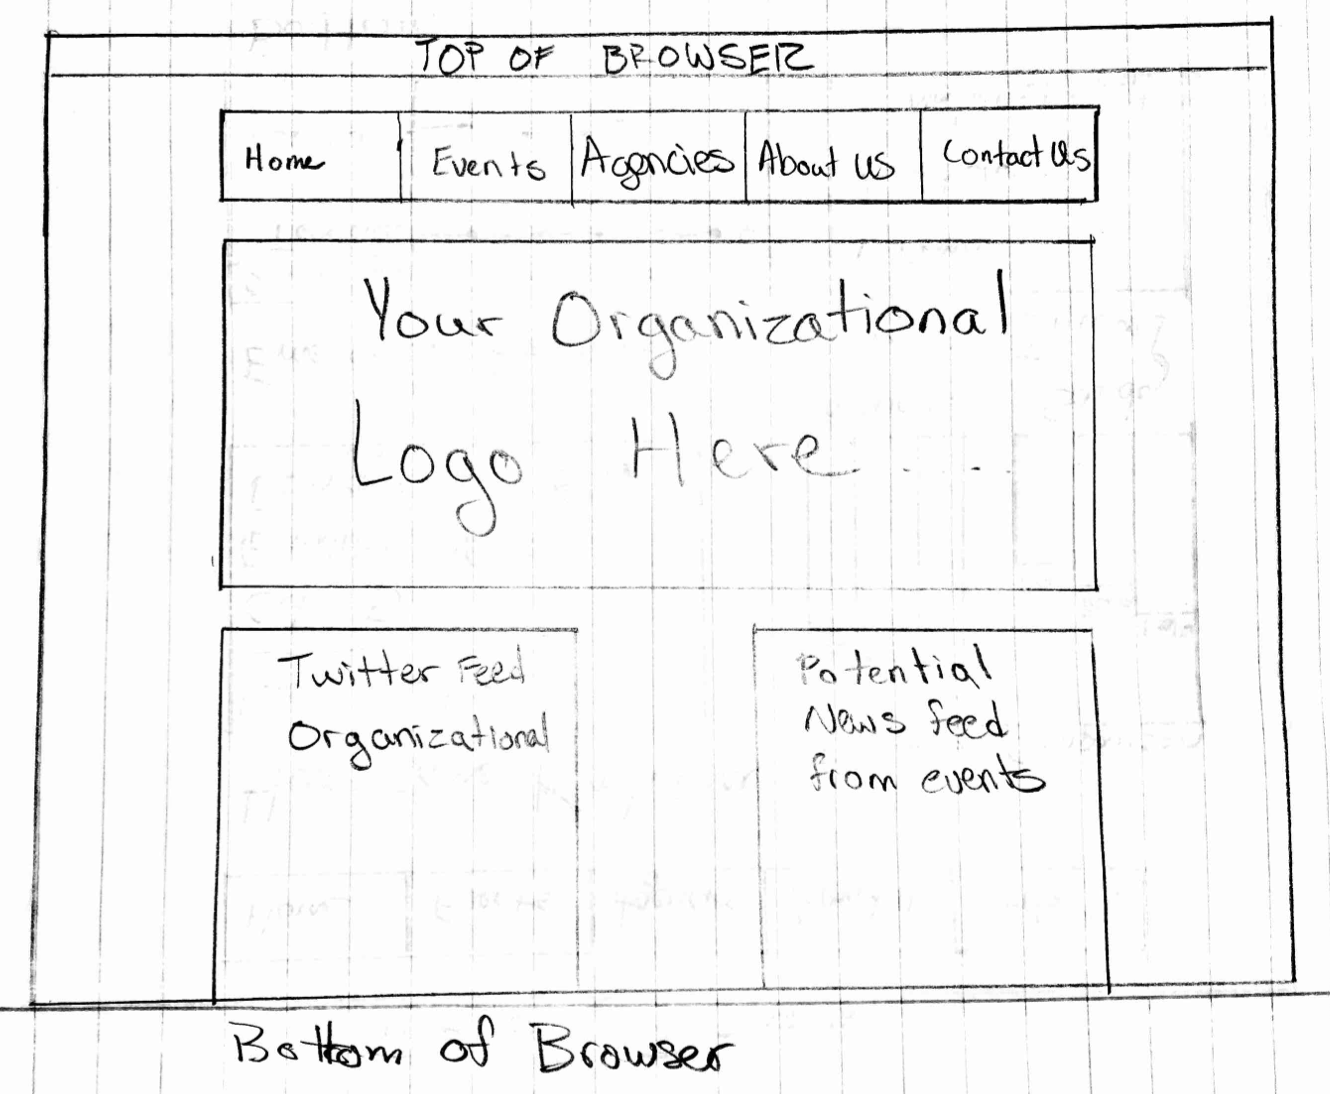 TOP OF BROWSER
Home Events Agencies About us Contact Us
Your Organizational
Logo Here....
Twitter Feed
Organizational
Potential
News feed
from events
Bottom of Browser